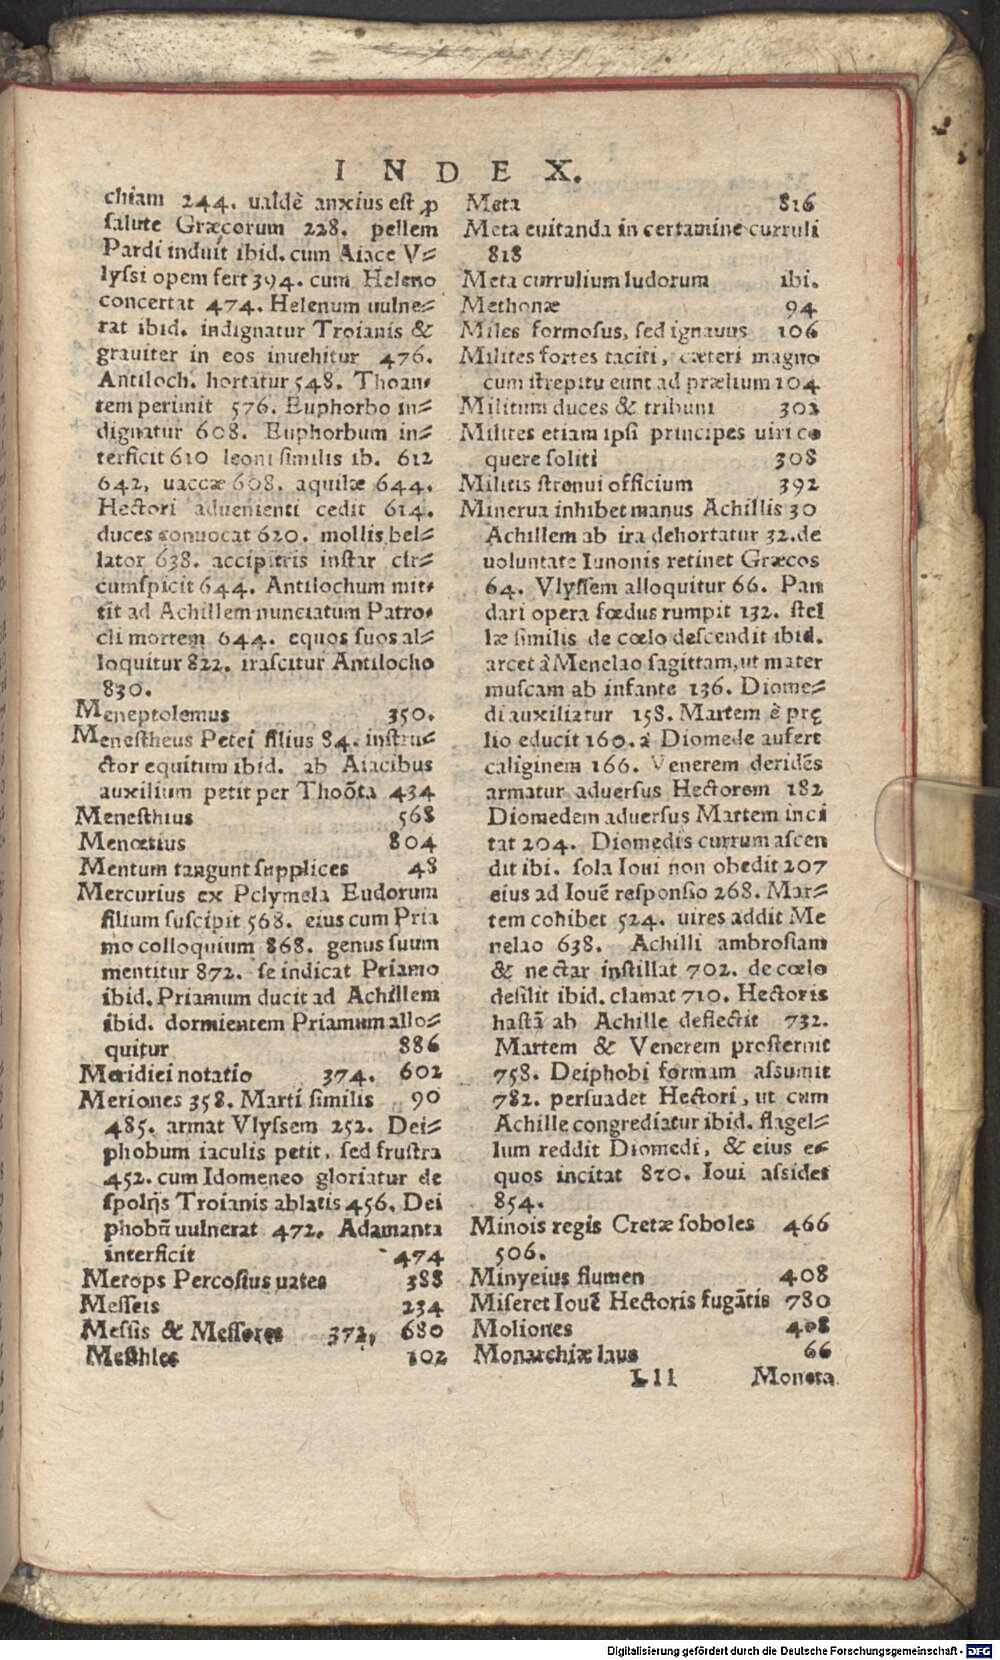 INDEX.
chiam 244. ualdè anxius est ꝓ
salute Græcorum 228. pellem
Pardi induit ibid. cum Aiace V-
lyssi opem fert 394. cum Heleno
concertat 474. Helenum uulne-
rat ibid. indignatur Troianis &
grauiter in eos inuehitur 476.
Antiloch. hortatur 548. Thoan-
tem perimit 576. Euphorbo in-
dignatur 608. Euphorbum in-
terficit 610 leoni similis ib. 612
642, uaccæ 608. aquilæ 644.
Hectori aduenienti cedit 614.
duces conuocat 620. mollis bel-
lator 638. accipitris instar cir-
cumspicit 644. Antilochum mit-
tit ad Achillem nunciatum Patro-
cli mortem 644. equos suos al-
loquitur 822. irascitur Antilocho
830.
Meneptolemus 350.
Menestheus Petei filius 84. instru-
ctor equitum ibid. ab Aiacibus
auxilium petit per Thoõta 434
Menesthius 568
Menœtius 804
Mentum tangunt supplices 48
Mercurius ex Polymela Eudorum
filium suscipit 568. eius cum Pria
mo colloquium 868. genus suum
mentitur 872. se indicat Priamo
ibid. Priamum ducit ad Achillem
ibid. dormientem Priamum allo-
quitur 886
Meridiei notatio 374. 602
Meriones 358. Marti similis 90
485. armat Vlyssem 252. Dei-
phobum iaculis petit, sed frustra
452. cum Idomeneo gloriatur de
spolijs Troianis ablatis 456. Dei
phobũ uulnerat 472. Adamanta
interficit 474
Merops Percosius uates 388
Messeis 234
Messis & Messores 372, 680
Mesthles 102
Meta 816
Meta euitanda in certamine curruli
818
Meta currulium ludorum ibi.
Methonæ 94
Miles formosus, sed ignauus 106
Milites fortes taciti, cæteri magno
cum strepitu eunt ad prælium 104
Militum duces & tribuni 302
Milites etiam ipsi principes uiri co
quere soliti 308
Militis strenui officium 392
Minerua inhibet manus Achillis 30
Achillem ab ira dehortatur 32. de
uoluntate Iunonis retinet Græcos
64. Vlyssem alloquitur 66. Pan
dari opera fœdus rumpit 132. stel
læ similis de cœlo descendit ibid.
arcet à Menelao sagittam, ut mater
muscam ab infante 136. Diome-
di auxiliatur 158. Martem è prę
lio educit 160. à Diomede aufert
caliginem 166. Venerem deridēs
armatur aduersus Hectorem 182
Diomedem aduersus Martem inci
tat 204. Diomedis currum ascen
dit ibi. sola Ioui non obedit 207
eius ad Iouē responsio 268. Mar-
tem cohibet 524. uires addit Me
nelao 638. Achilli ambrosiam
& nectar instillat 702. de cœlo
desilit ibid. clamat 710. Hectoris
hastã ab Achille deflectit 732.
Martem & Venerem prosternit
758. Deiphobi formam assumit
782. persuadet Hectori, ut cum
Achille congrediatur ibid. flagel-
lum reddit Diomedi, & eius e-
quos incitat 820. Ioui assidet
854.
Minois regis Cretæ soboles 466
506.
Minyeius flumen 408
Miseret Iouē Hectoris fugãtis 780
Moliones 408
Monarchiæ laus 66
Lll Moneta
Digitalisierung gefördert durch die Deutsche Forschungsgemeinschaft - DFG